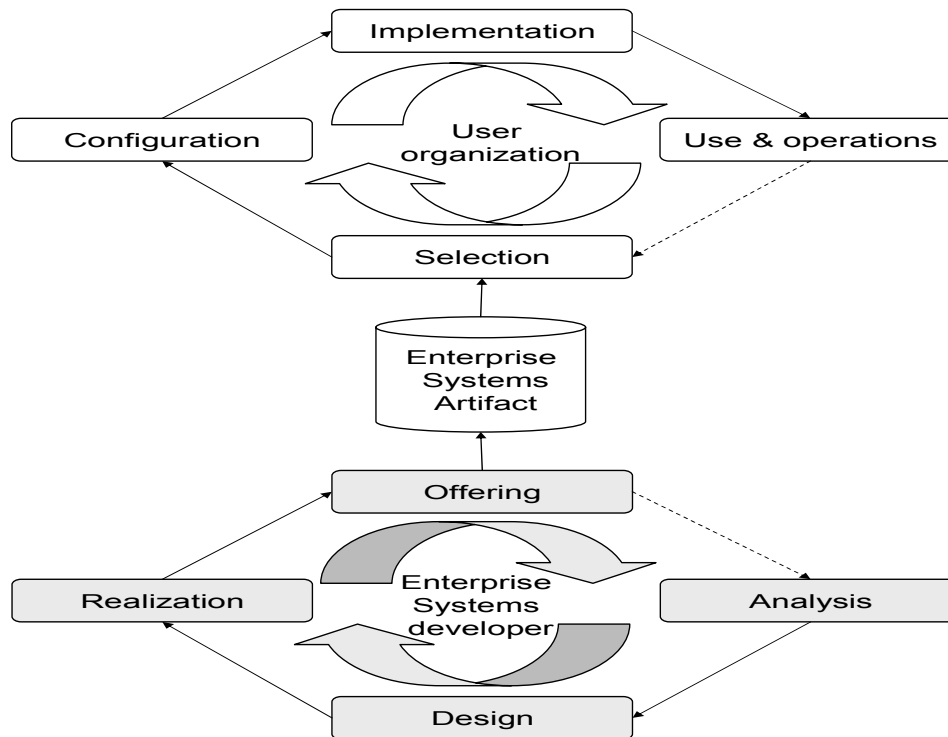 Implementation
Configuration
User
organization
Use & operations
Selection
Enterprise
Systems
Artifact
Offering
Realization
Enterprise
Systems
developer
Analysis
Design